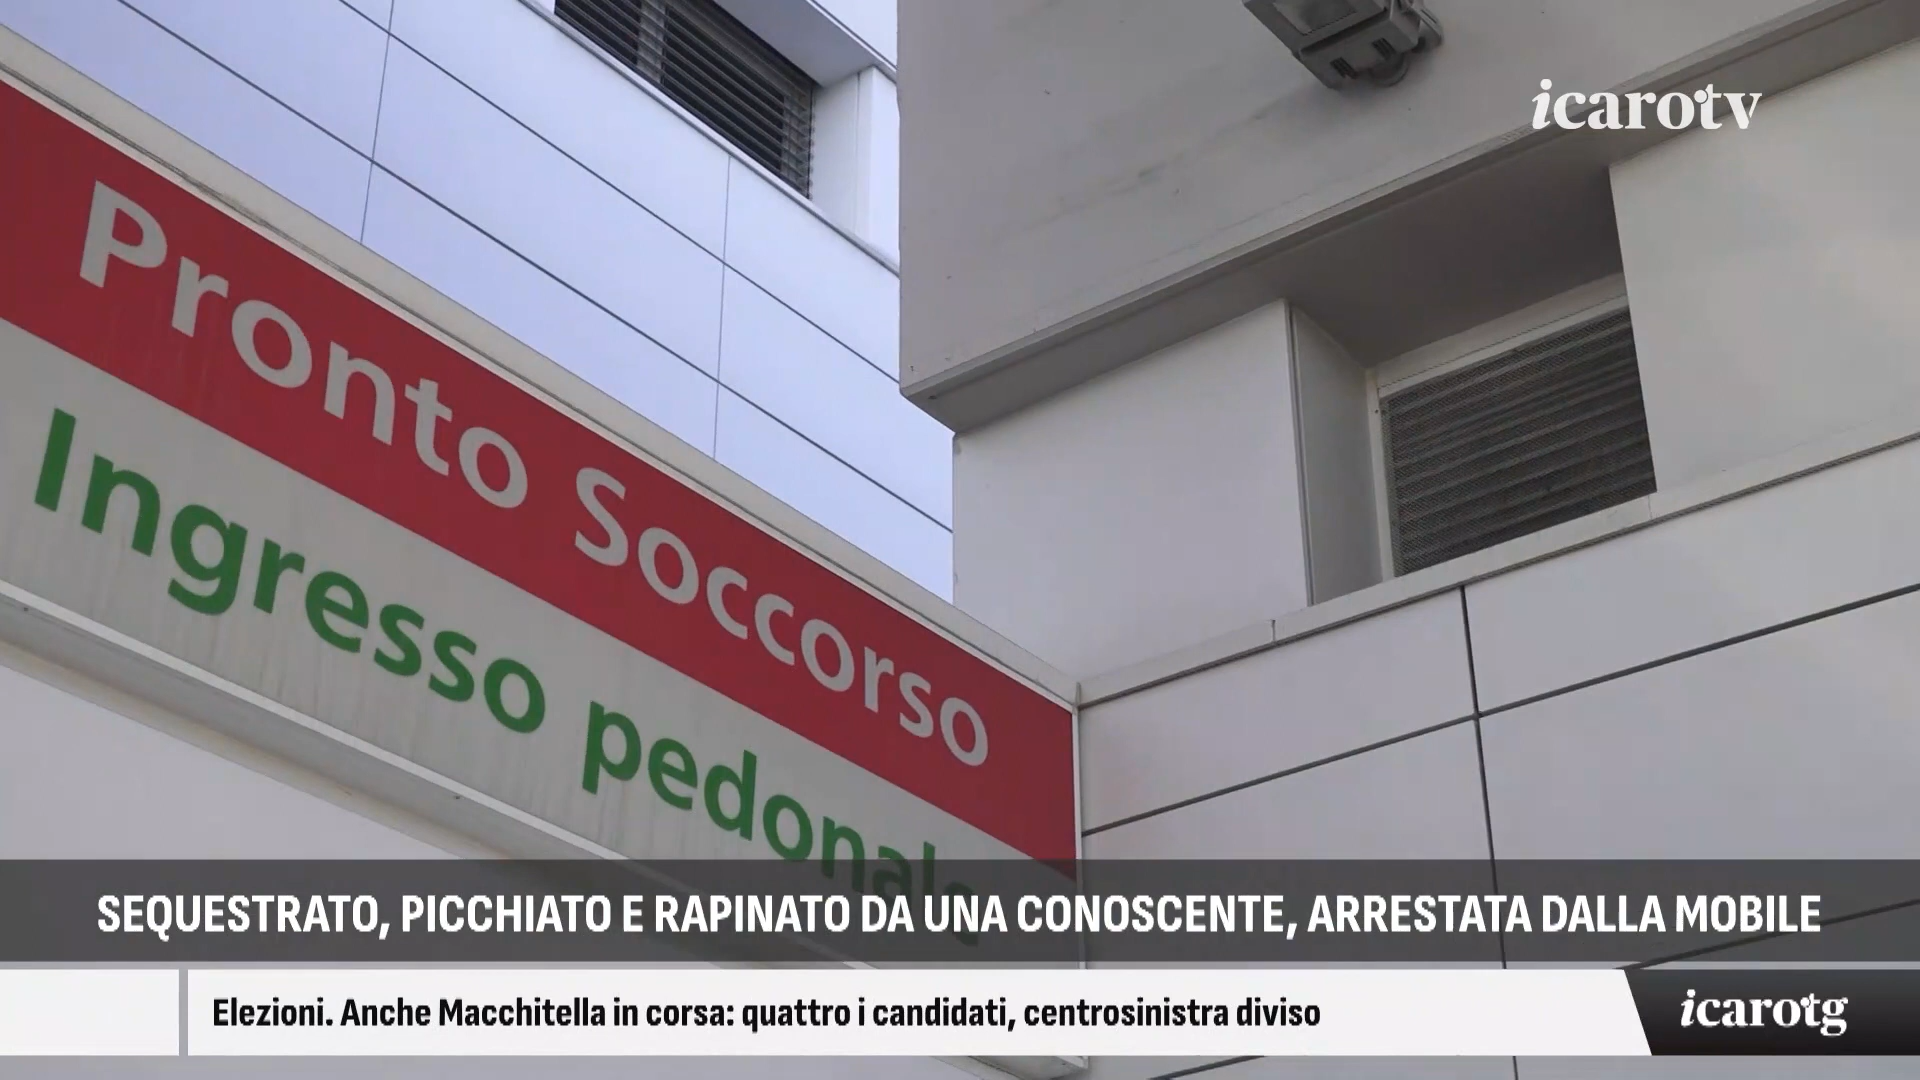 icarotv
Pronto Soccorso
Ingresso pedonale
SEQUESTRATO, PICCHIATO E RAPINATO DA UNA CONOSCENTE, ARRESTATA DALLA MOBILE
Elezioni. Anche Macchitella in corsa: quattro i candidati, centrosinistra diviso
icarotg